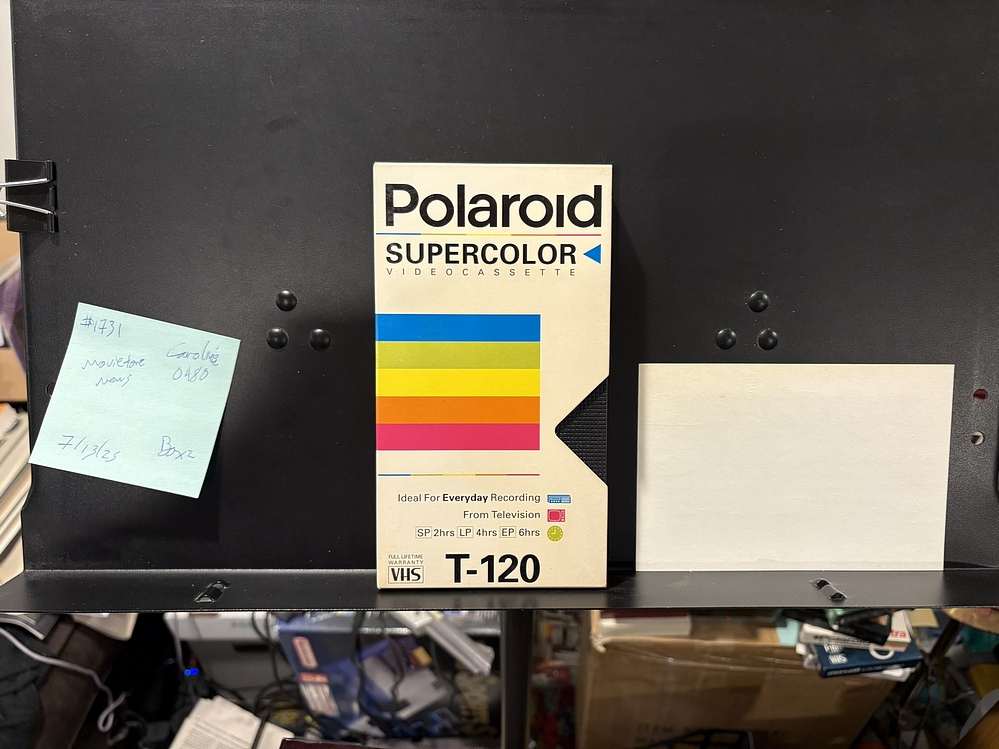 #1731
Movietone Caroline
News 0480
7/13/25 Box 2
Polaroid
SUPERCOLOR
VIDEOCASSETTE
Ideal For Everyday Recording
From Television
SP 2hrs LP 4hrs EP 6hrs
FULL LIFETIME
WARRANTY
VHS
T-120
VHS